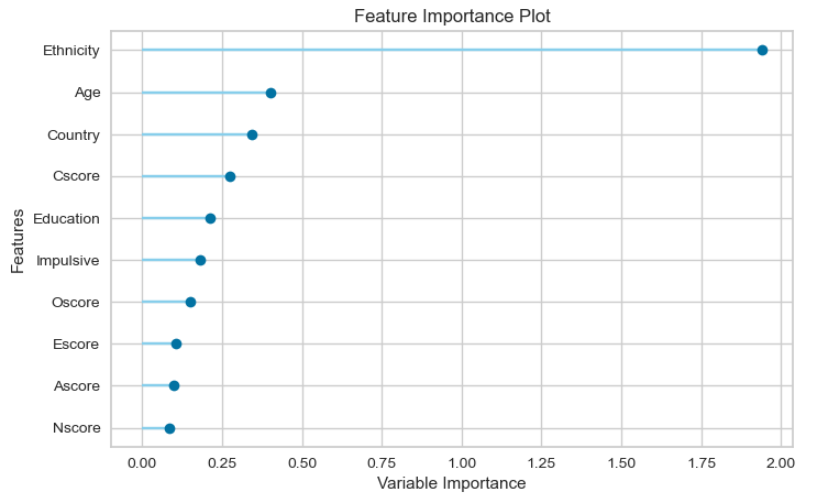 Feature Importance Plot
Ethnicity
Age
Country
Cscore
Education
Impulsive
Oscore
Escore
Ascore
Nscore
Features
0.00 0.25 0.50 0.75 1.00 1.25 1.50 1.75 2.00
Variable Importance